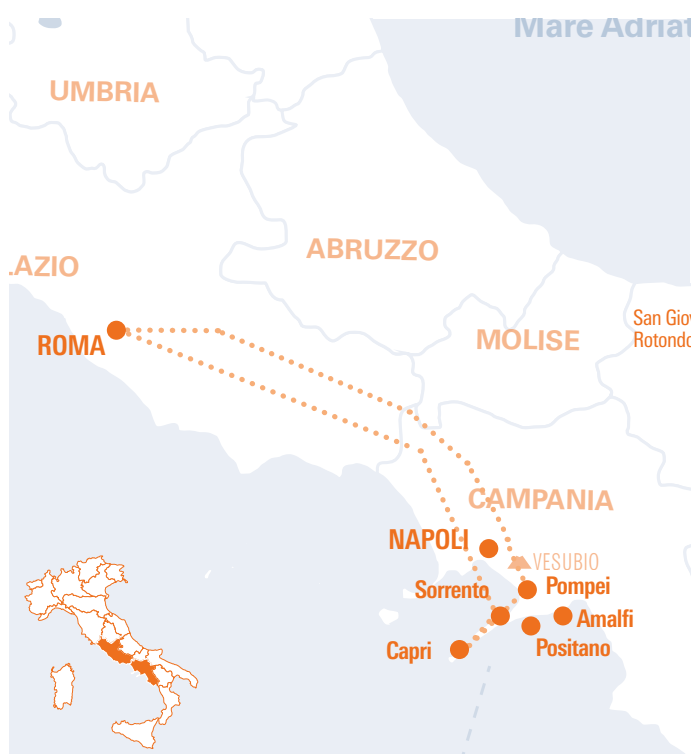 Mare Adriat
UMBRIA
ABRUZZO
LAZIO
ROMA
MOLISE
San Giov
Rotondo
CAMPANIA
NAPOLI
VESUBIO
Sorrento
Pompei
Amalfi
Capri
Positano